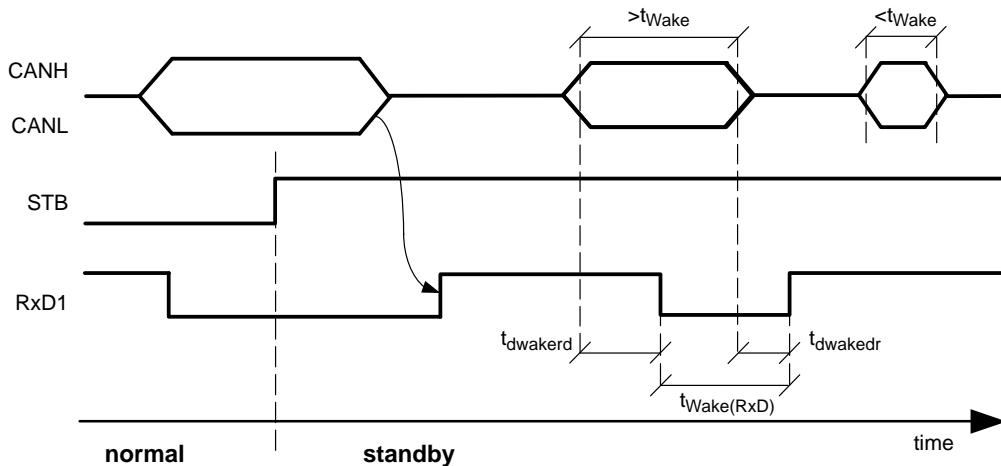 >tWake
<tWake
CANH
CANL
STB
RxD1
tdwakerd
tdwakedr
tWake(RxD)
time
normal
standby